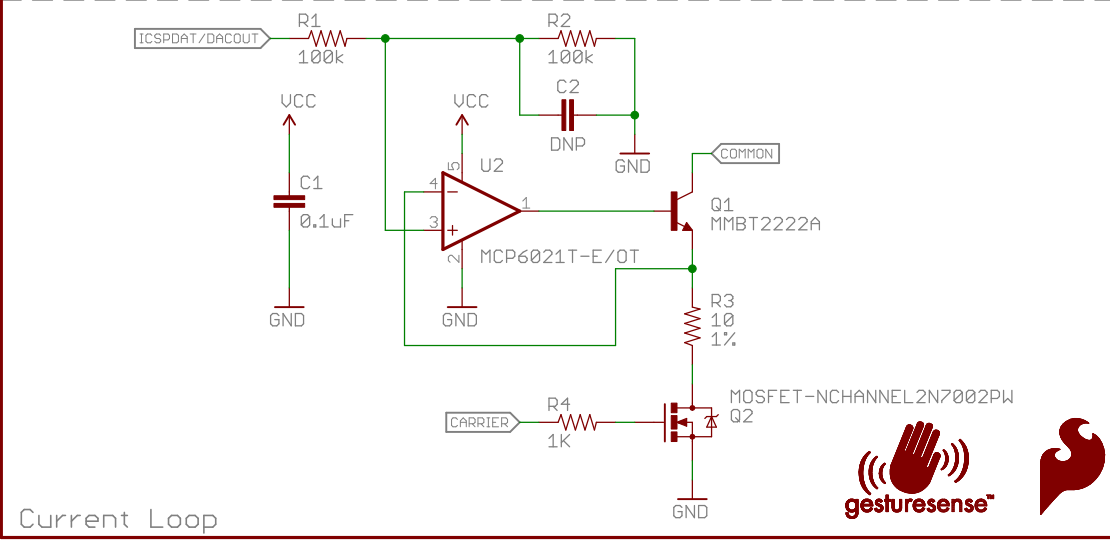 R1
ICSPDAT/DACOUT
100k
R2
100k
C2
DNP
GND
VCC
C1
0.1uF
GND
VCC
5
U2
4
3
1
2
MCP6021T-E/OT
GND
COMMON
Q1
MMBT2222A
R3
10
1%
MOSFET-NCHANNEL2N7002PW
Q2
R4
CARRIER
1K
GND
gesturesense™
Current Loop